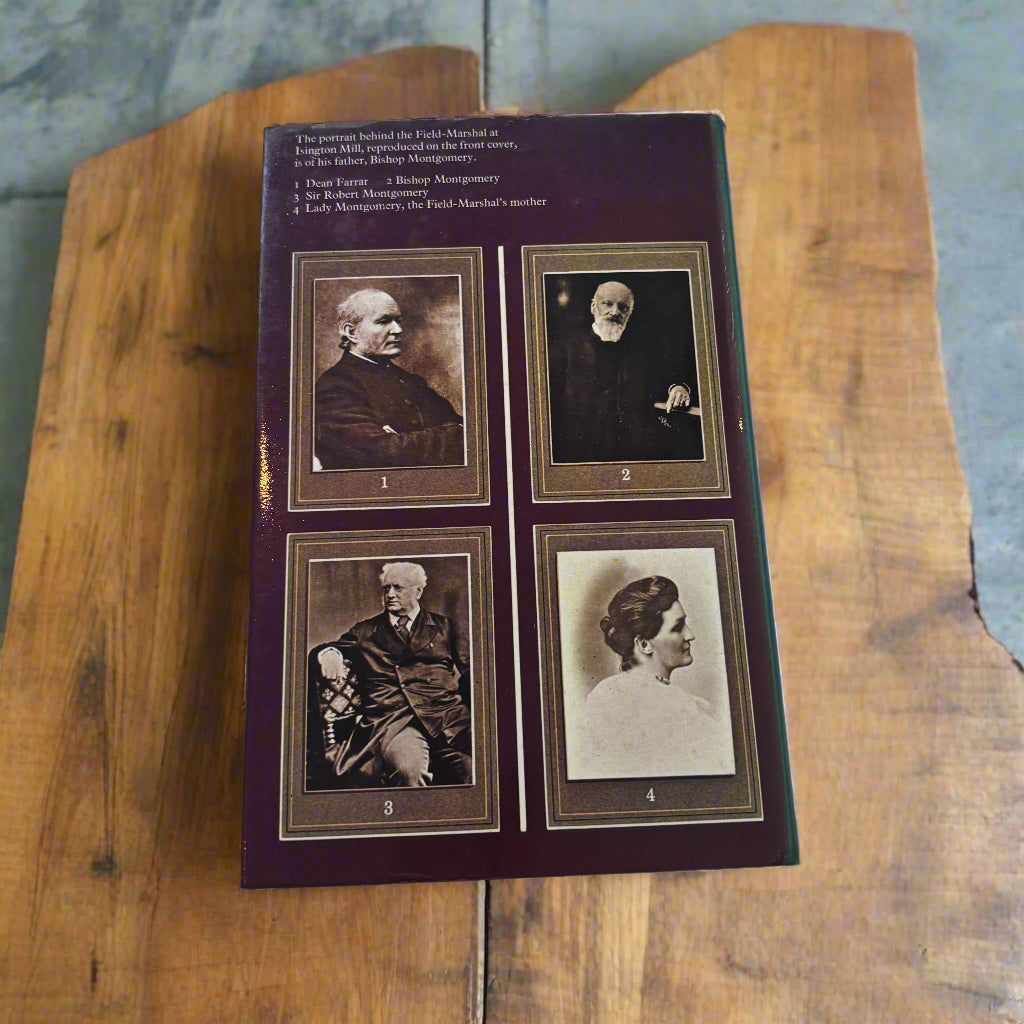 The portrait behind the Field-Marshal at
Isington Mill, reproduced on the front cover,
is of his father, Bishop Montgomery.
1 Dean Farrar 2 Bishop Montgomery
3 Sir Robert Montgomery
4 Lady Montgomery, the Field-Marshal's mother
1
2
3
4